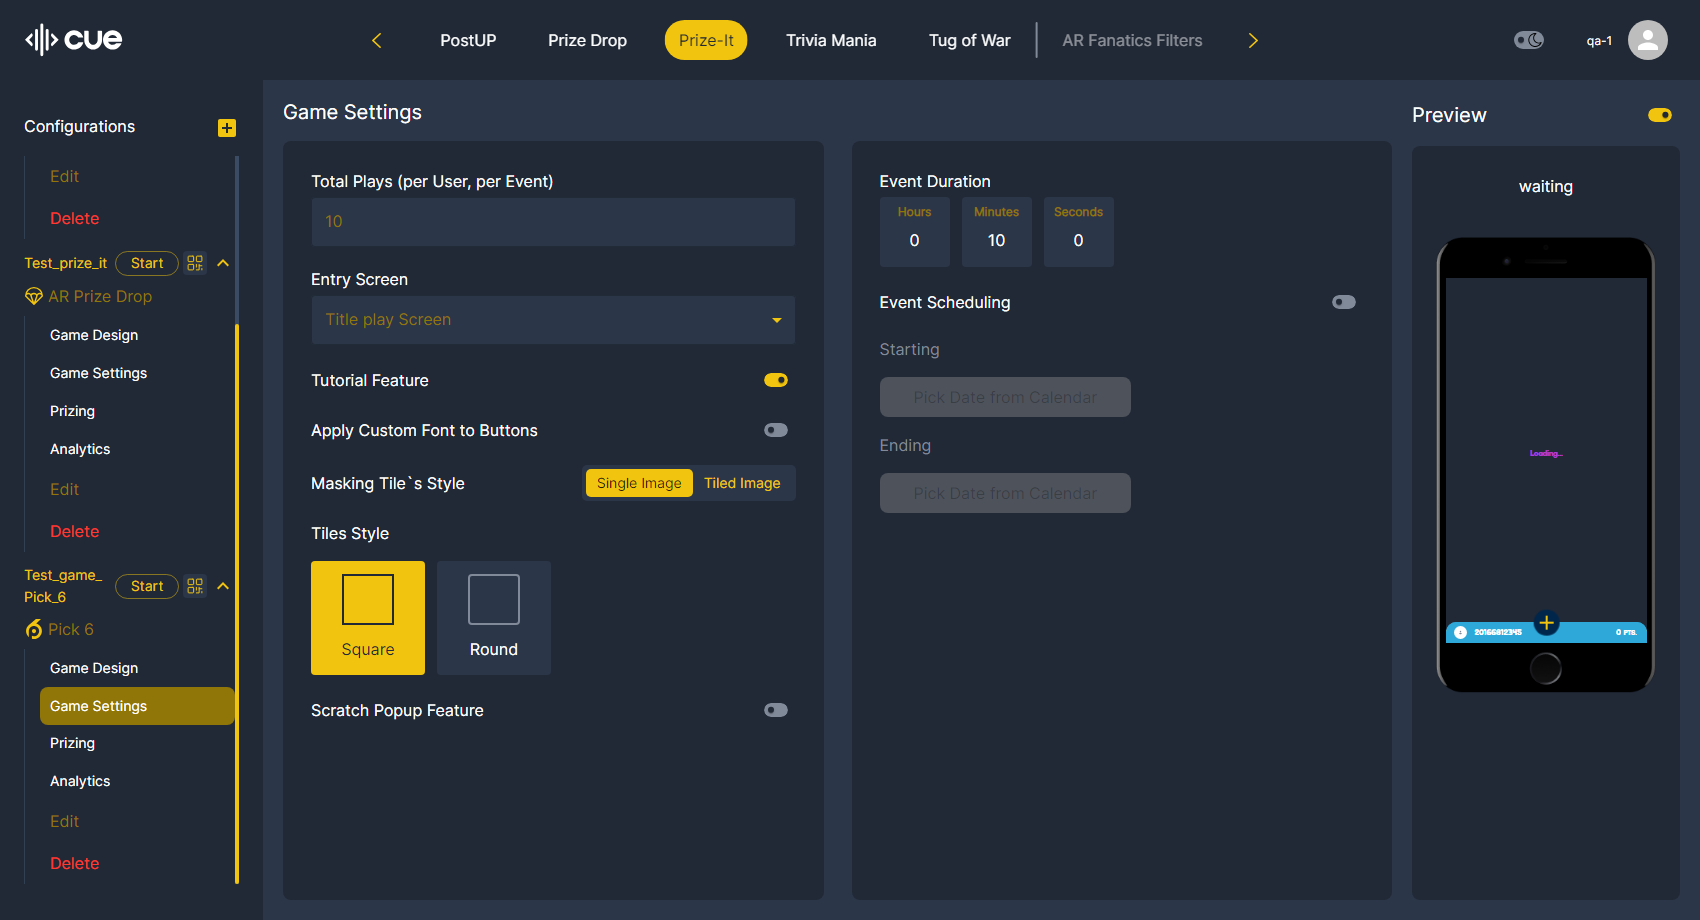 cue
PostUP
Prize Drop
Prize-It
Trivia Mania
Tug of War
AR Fanatics Filters
qa-1
Configurations
Edit
Delete
Test_prize_it
Start
AR Prize Drop
Game Design
Game Settings
Prizing
Analytics
Edit
Delete
Test_game_
Pick_6
Start
Pick 6
Game Design
Game Settings
Prizing
Analytics
Edit
Delete
Game Settings
Total Plays (per User, per Event)
10
Entry Screen
Title play Screen
Tutorial Feature
Apply Custom Font to Buttons
Masking Tile`s Style
Single Image
Tiled Image
Tiles Style
Square
Round
Scratch Popup Feature
Event Duration
Hours
0
Minutes
10
Seconds
0
Event Scheduling
Starting
Pick Date from Calendar
Ending
Pick Date from Calendar
Preview
waiting
Loading...
20166812345
0 PTS.